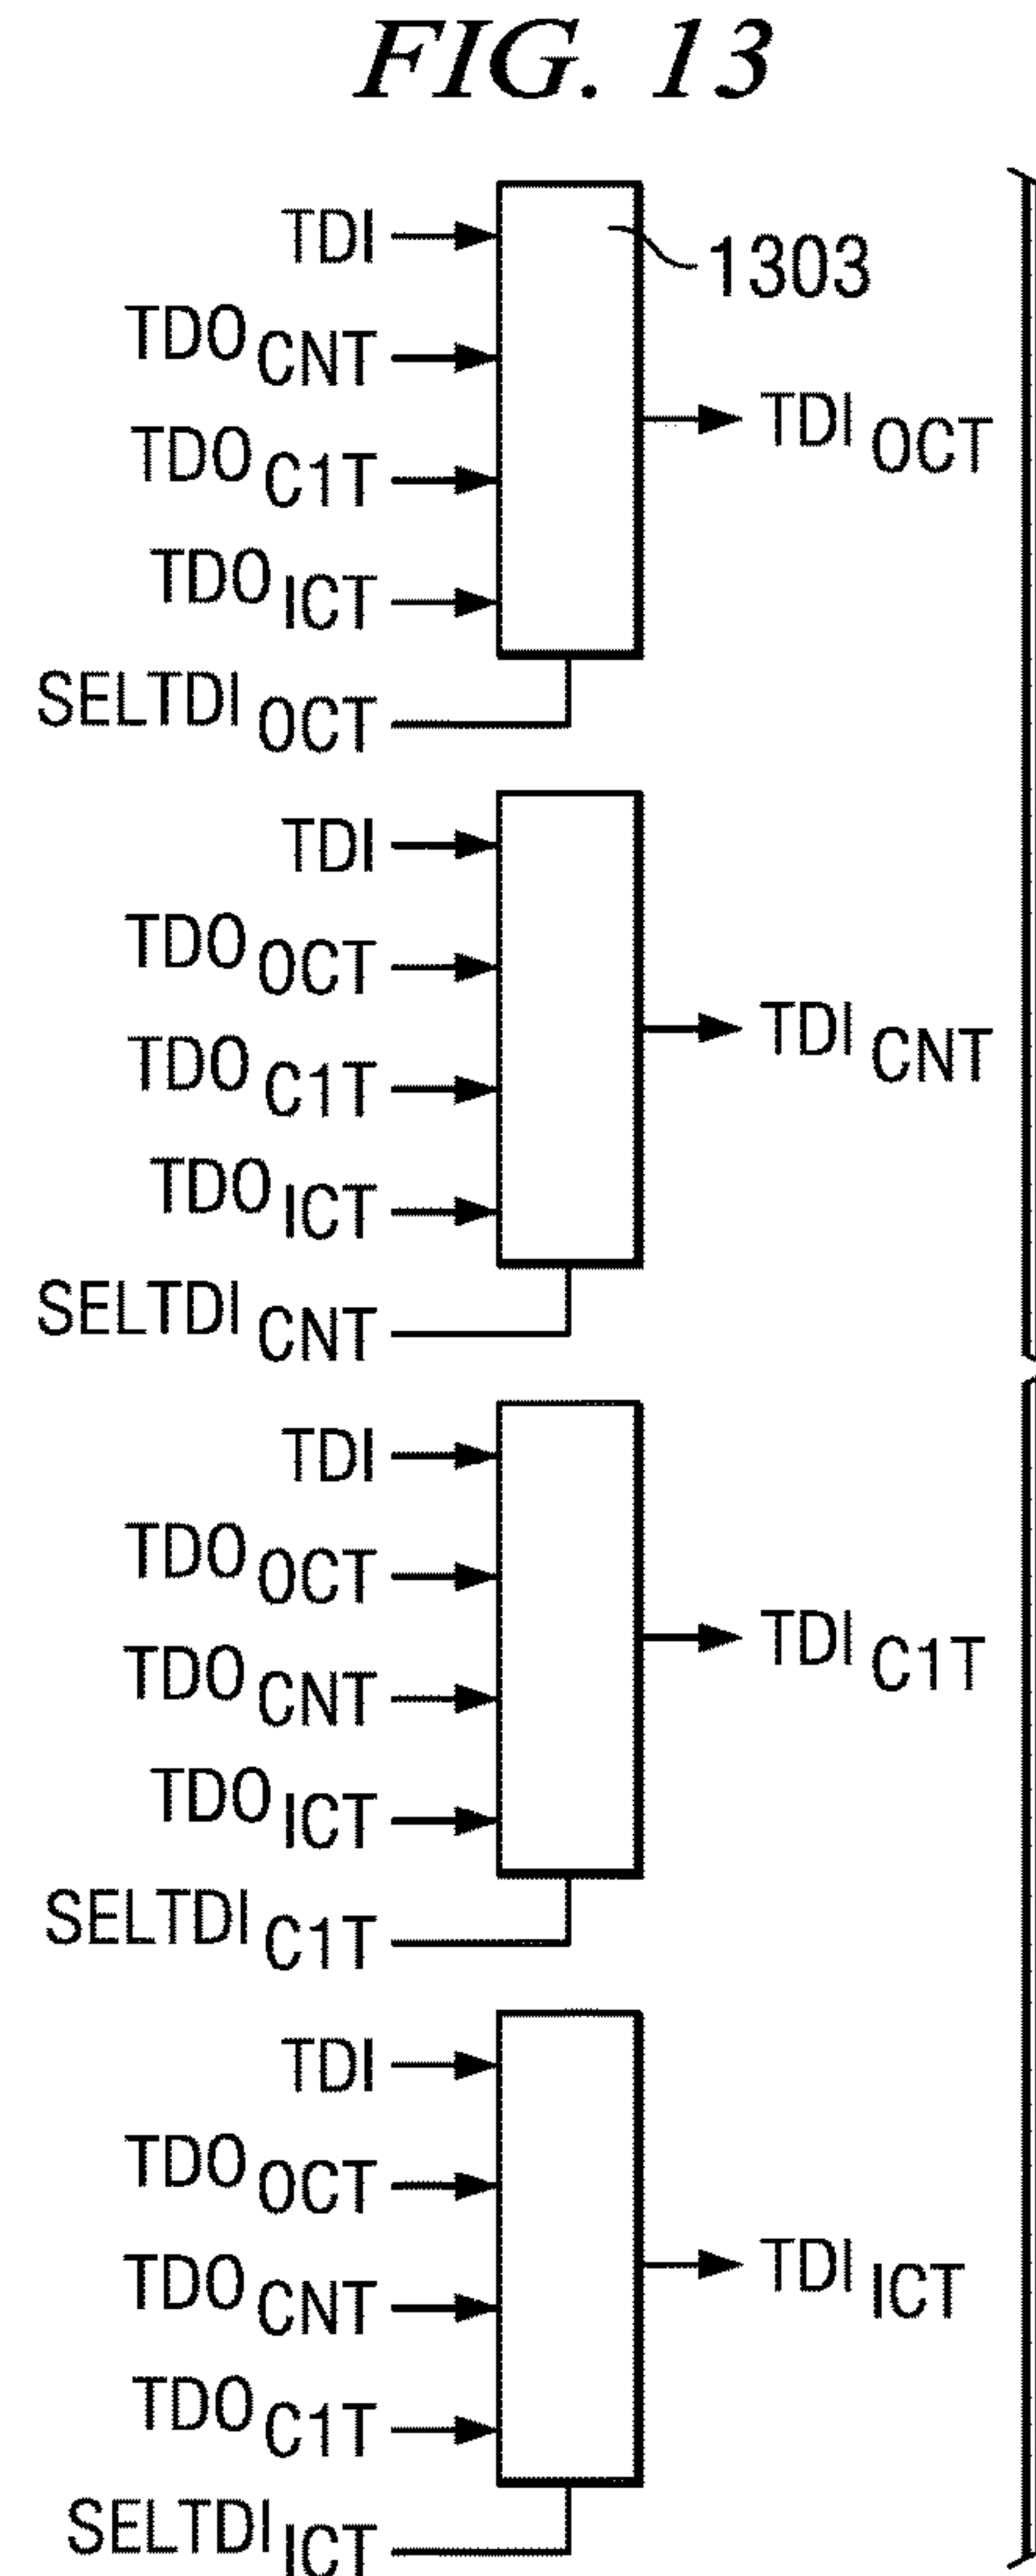 FIG. 13
TDI
1303
TDO CNT
TDI OCT
TDO C1T
TDO ICT
SELTDI OCT
TDI
TDO OCT
TDI CNT
TDO C1T
TDO ICT
SELTDI CNT
TDI
TDO OCT
TDI C1T
TDO CNT
TDO ICT
SELTDI C1T
TDI
TDO OCT
TDI ICT
TDO CNT
TDO C1T
SELTDI ICT